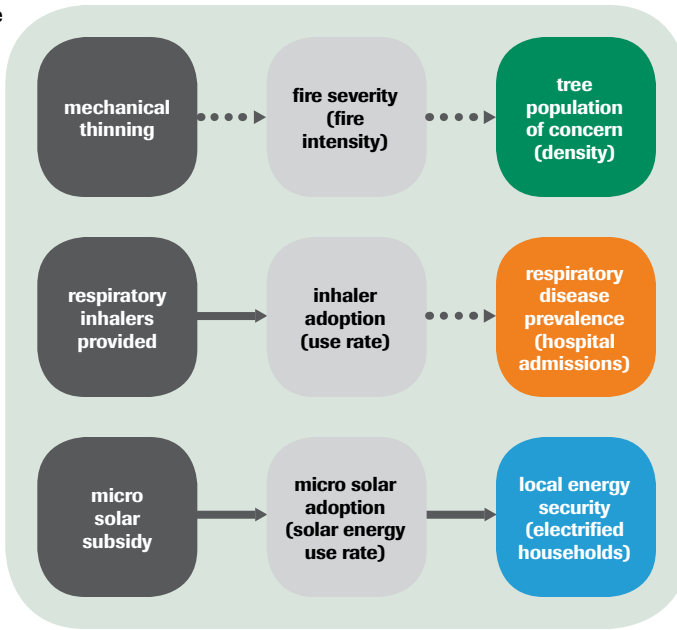 mechanical
thinning
fire severity
(fire
intensity)
tree
population
of concern
(density)
respiratory
inhalers
provided
inhaler
adoption
(use rate)
respiratory
disease
prevalence
(hospital
admissions)
micro
solar
subsidy
micro solar
adoption
(solar energy
use rate)
local energy
security
(electrified
households)